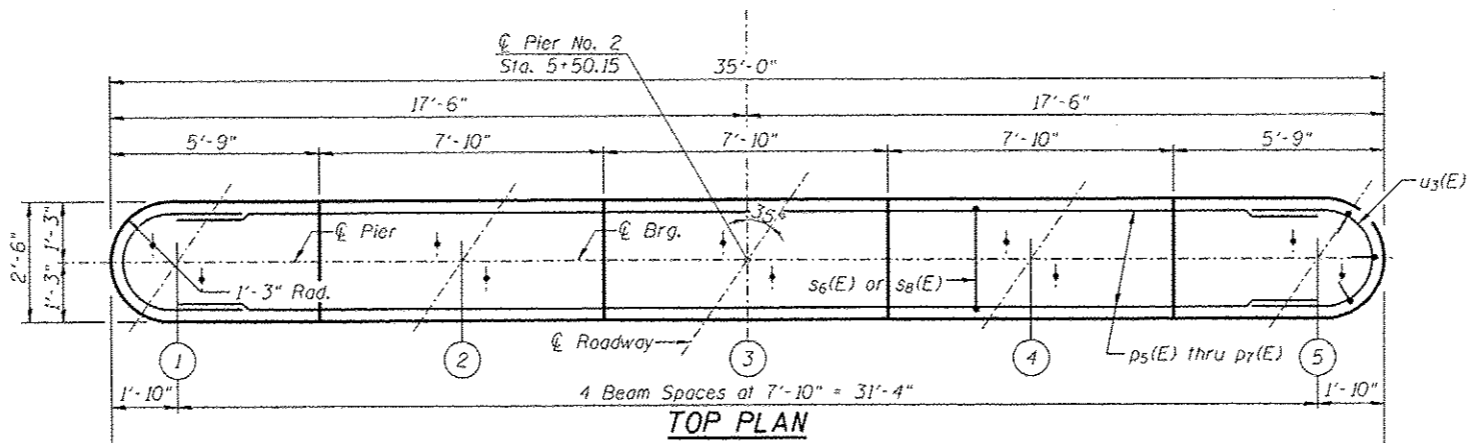 ℄ Pier No. 2
Sta. 5+50.15
35'-0"
17'-6"
17'-6"
5'-9"
7'-10"
7'-10"
7'-10"
5'-9"
u3(E)
35°
2'-6"
1'-3"
1'-3"
℄ Pier
℄ Brg.
1'-3" Rad.
s6(E) or s8(E)
℄ Roadway
p5(E) thru p7(E)
1
2
3
4
5
1'-10"
4 Beam Spaces at 7'-10" = 31'-4"
1'-10"
TOP PLAN